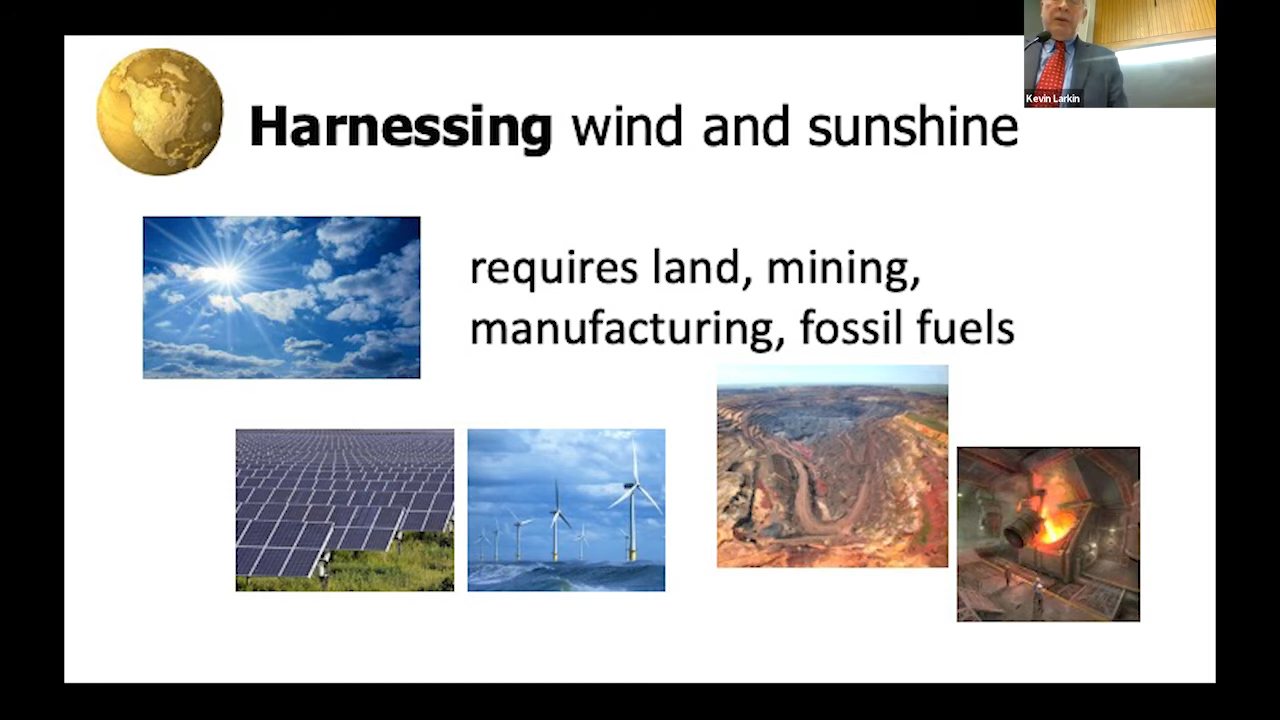 Kevin Larkin
Harnessing wind and sunshine
requires land, mining,
manufacturing, fossil fuels